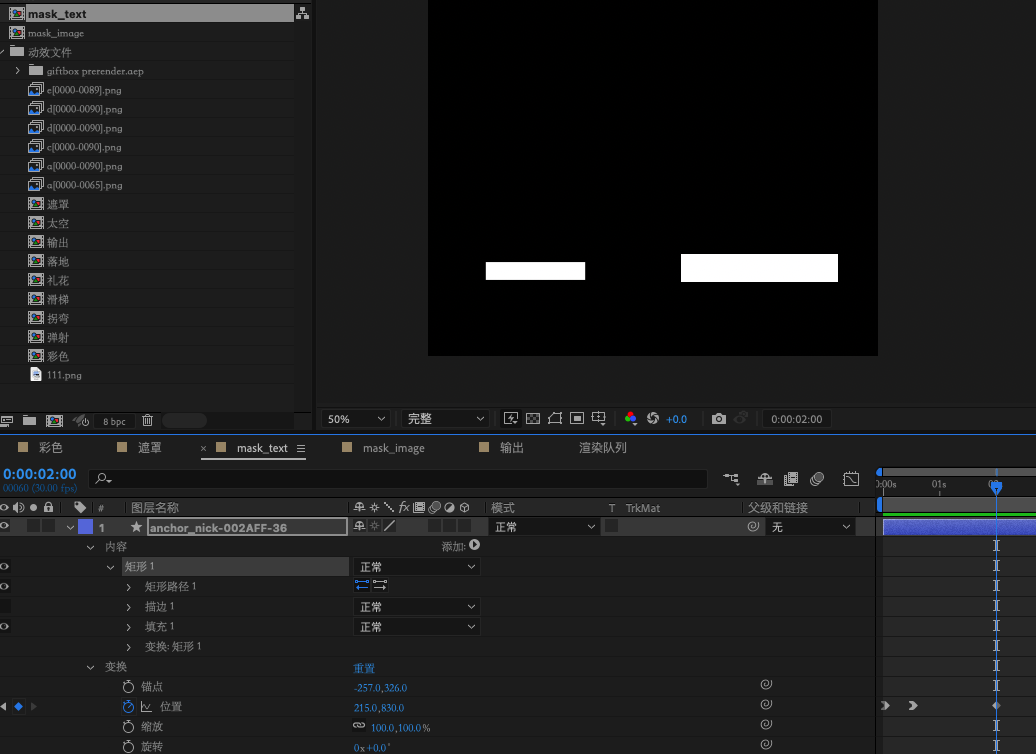 mask_text
mask_image
动效文件
giftbox prerender.aep
e[0000-0089].png
d[0000-0090].png
d[0000-0090].png
c[0000-0090].png
a[0000-0090].png
a[0000-0065].png
遮罩
太空
输出
落地
礼花
滑梯
拐弯
弹射
彩色
111.png
8 bpc
50% 完整 +0.0 0:00:02:00
彩色 × 遮罩 mask_text mask_image 输出 渲染队列
0:00:02:00
00060 (30.00 fps)
0:00s 01s
# 图层名称 fx 模式 T TrkMat 父级和链接
1 anchor_nick-002AFF-36 正常 无
内容 添加:
矩形 1 正常
矩形路径 1
描边 1 正常
填充 1 正常
变换: 矩形 1
变换 重置
锚点 -257.0,326.0
位置 215.0,830.0
缩放 100.0,100.0%
旋转 0x+0.0°